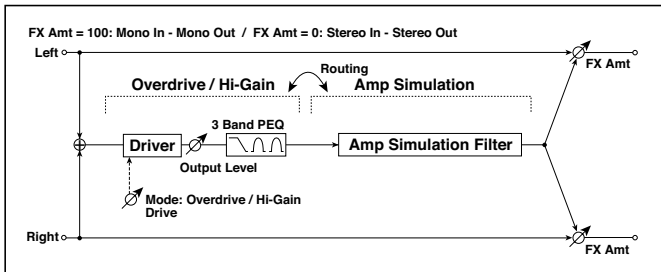 FX Amt = 100: Mono In - Mono Out / FX Amt = 0: Stereo In - Stereo Out
Left
FX Amt
Routing
Overdrive / Hi-Gain
Amp Simulation
3 Band PEQ
Driver
Amp Simulation Filter
Output Level
Mode: Overdrive / Hi-Gain
Drive
Right
FX Amt